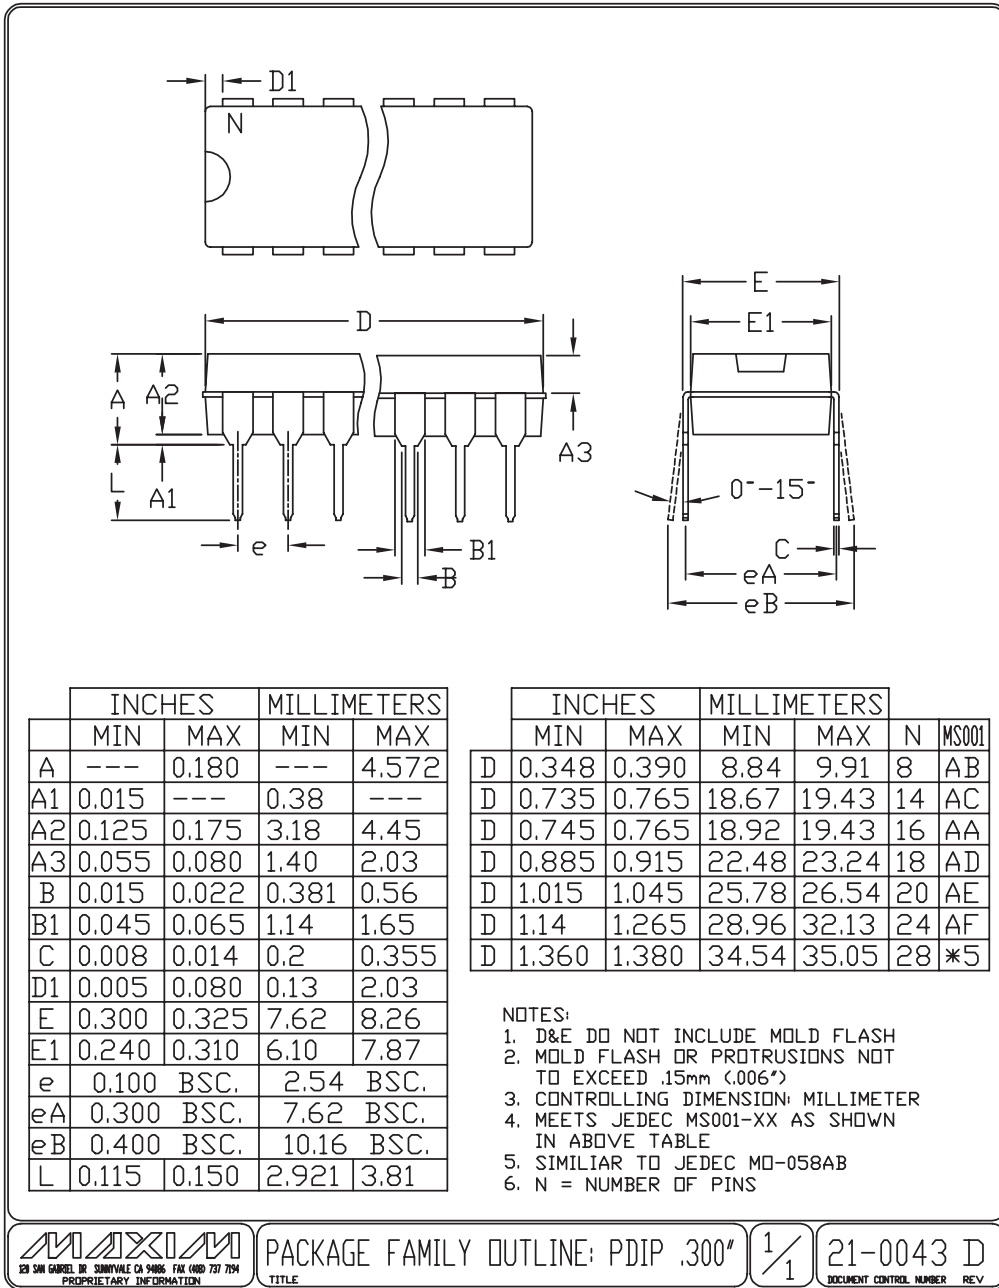 D1
N
D
E
E1
A
A2
A3
L
A1
0°-15°
e
B1
B
C
eA
eB
INCHES MILLIMETERS
MIN MAX MIN MAX
A --- 0.180 --- 4.572
A1 0.015 --- 0.38 ---
A2 0.125 0.175 3.18 4.45
A3 0.055 0.080 1.40 2.03
B 0.015 0.022 0.381 0.56
B1 0.045 0.065 1.14 1.65
C 0.008 0.014 0.2 0.355
D1 0.005 0.080 0.13 2.03
E 0.300 0.325 7.62 8.26
E1 0.240 0.310 6.10 7.87
e 0.100 BSC. 2.54 BSC.
eA 0.300 BSC. 7.62 BSC.
eB 0.400 BSC. 10.16 BSC.
L 0.115 0.150 2.921 3.81
INCHES MILLIMETERS
MIN MAX MIN MAX N MS001
D 0.348 0.390 8.84 9.91 8 AB
D 0.735 0.765 18.67 19.43 14 AC
D 0.745 0.765 18.92 19.43 16 AA
D 0.885 0.915 22.48 23.24 18 AD
D 1.015 1.045 25.78 26.54 20 AE
D 1.14 1.265 28.96 32.13 24 AF
D 1.360 1.380 34.54 35.05 28 *5
NOTES:
1. D&E DO NOT INCLUDE MOLD FLASH
2. MOLD FLASH OR PROTRUSIONS NOT
TO EXCEED .15mm (.006")
3. CONTROLLING DIMENSION: MILLIMETER
4. MEETS JEDEC MS001-XX AS SHOWN
IN ABOVE TABLE
5. SIMILIAR TO JEDEC MO-058AB
6. N = NUMBER OF PINS
MAXIM
120 SAN GABRIEL DR SUNNYVALE CA 94086 FAX (408) 737 7194
PROPRIETARY INFORMATION
PACKAGE FAMILY OUTLINE: PDIP .300"
TITLE
1/1
21-0043 D
DOCUMENT CONTROL NUMBER REV